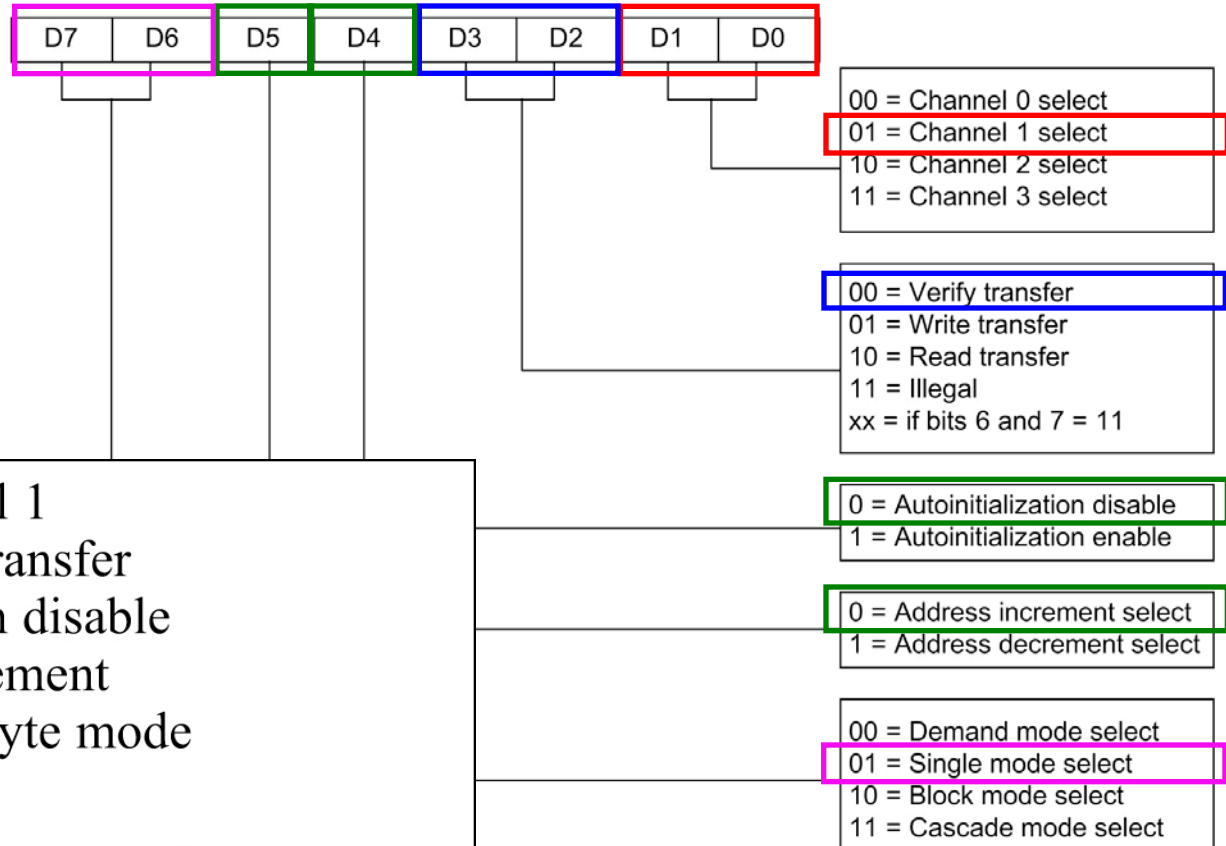 D7 D6 D5 D4 D3 D2 D1 D0
00 = Channel 0 select
01 = Channel 1 select
10 = Channel 2 select
11 = Channel 3 select
00 = Verify transfer
01 = Write transfer
10 = Read transfer
11 = Illegal
xx = if bits 6 and 7 = 11
0 = Autoinitialization disable
1 = Autoinitialization enable
0 = Address increment select
1 = Address decrement select
00 = Demand mode select
01 = Single mode select
10 = Block mode select
11 = Cascade mode select
1
disable
mode